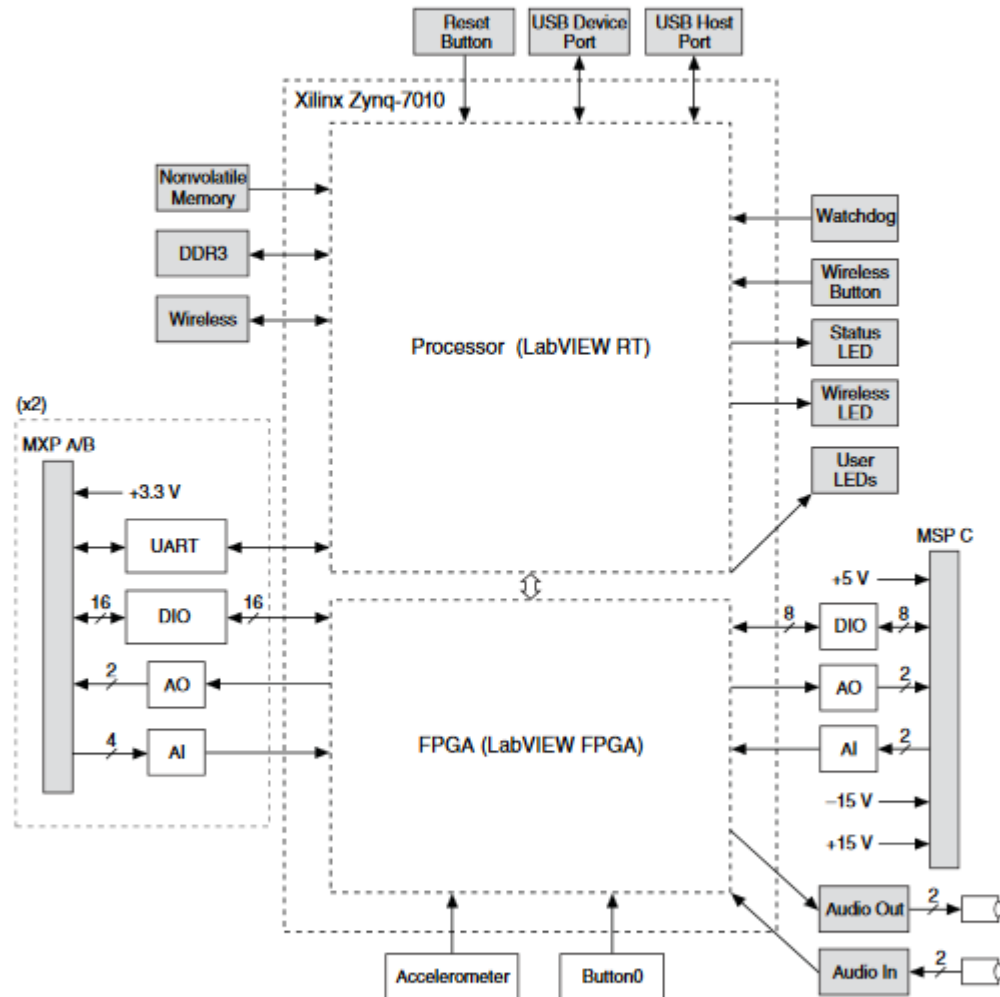 Reset
Button
USB Device
Port
USB Host
Port
Xilinx Zynq-7010
Nonvolatile
Memory
DDR3
Wireless
Processor (LabVIEW RT)
Watchdog
Wireless
Button
Status
LED
Wireless
LED
User
LEDs
(x2)
MXP A/B
+3.3 V
UART
16
DIO
16
2
AO
4
AI
FPGA (LabVIEW FPGA)
MSP C
+5 V
8
DIO
8
AO
2
AI
2
–15 V
+15 V
Audio Out
2
Audio In
2
Accelerometer
Button0